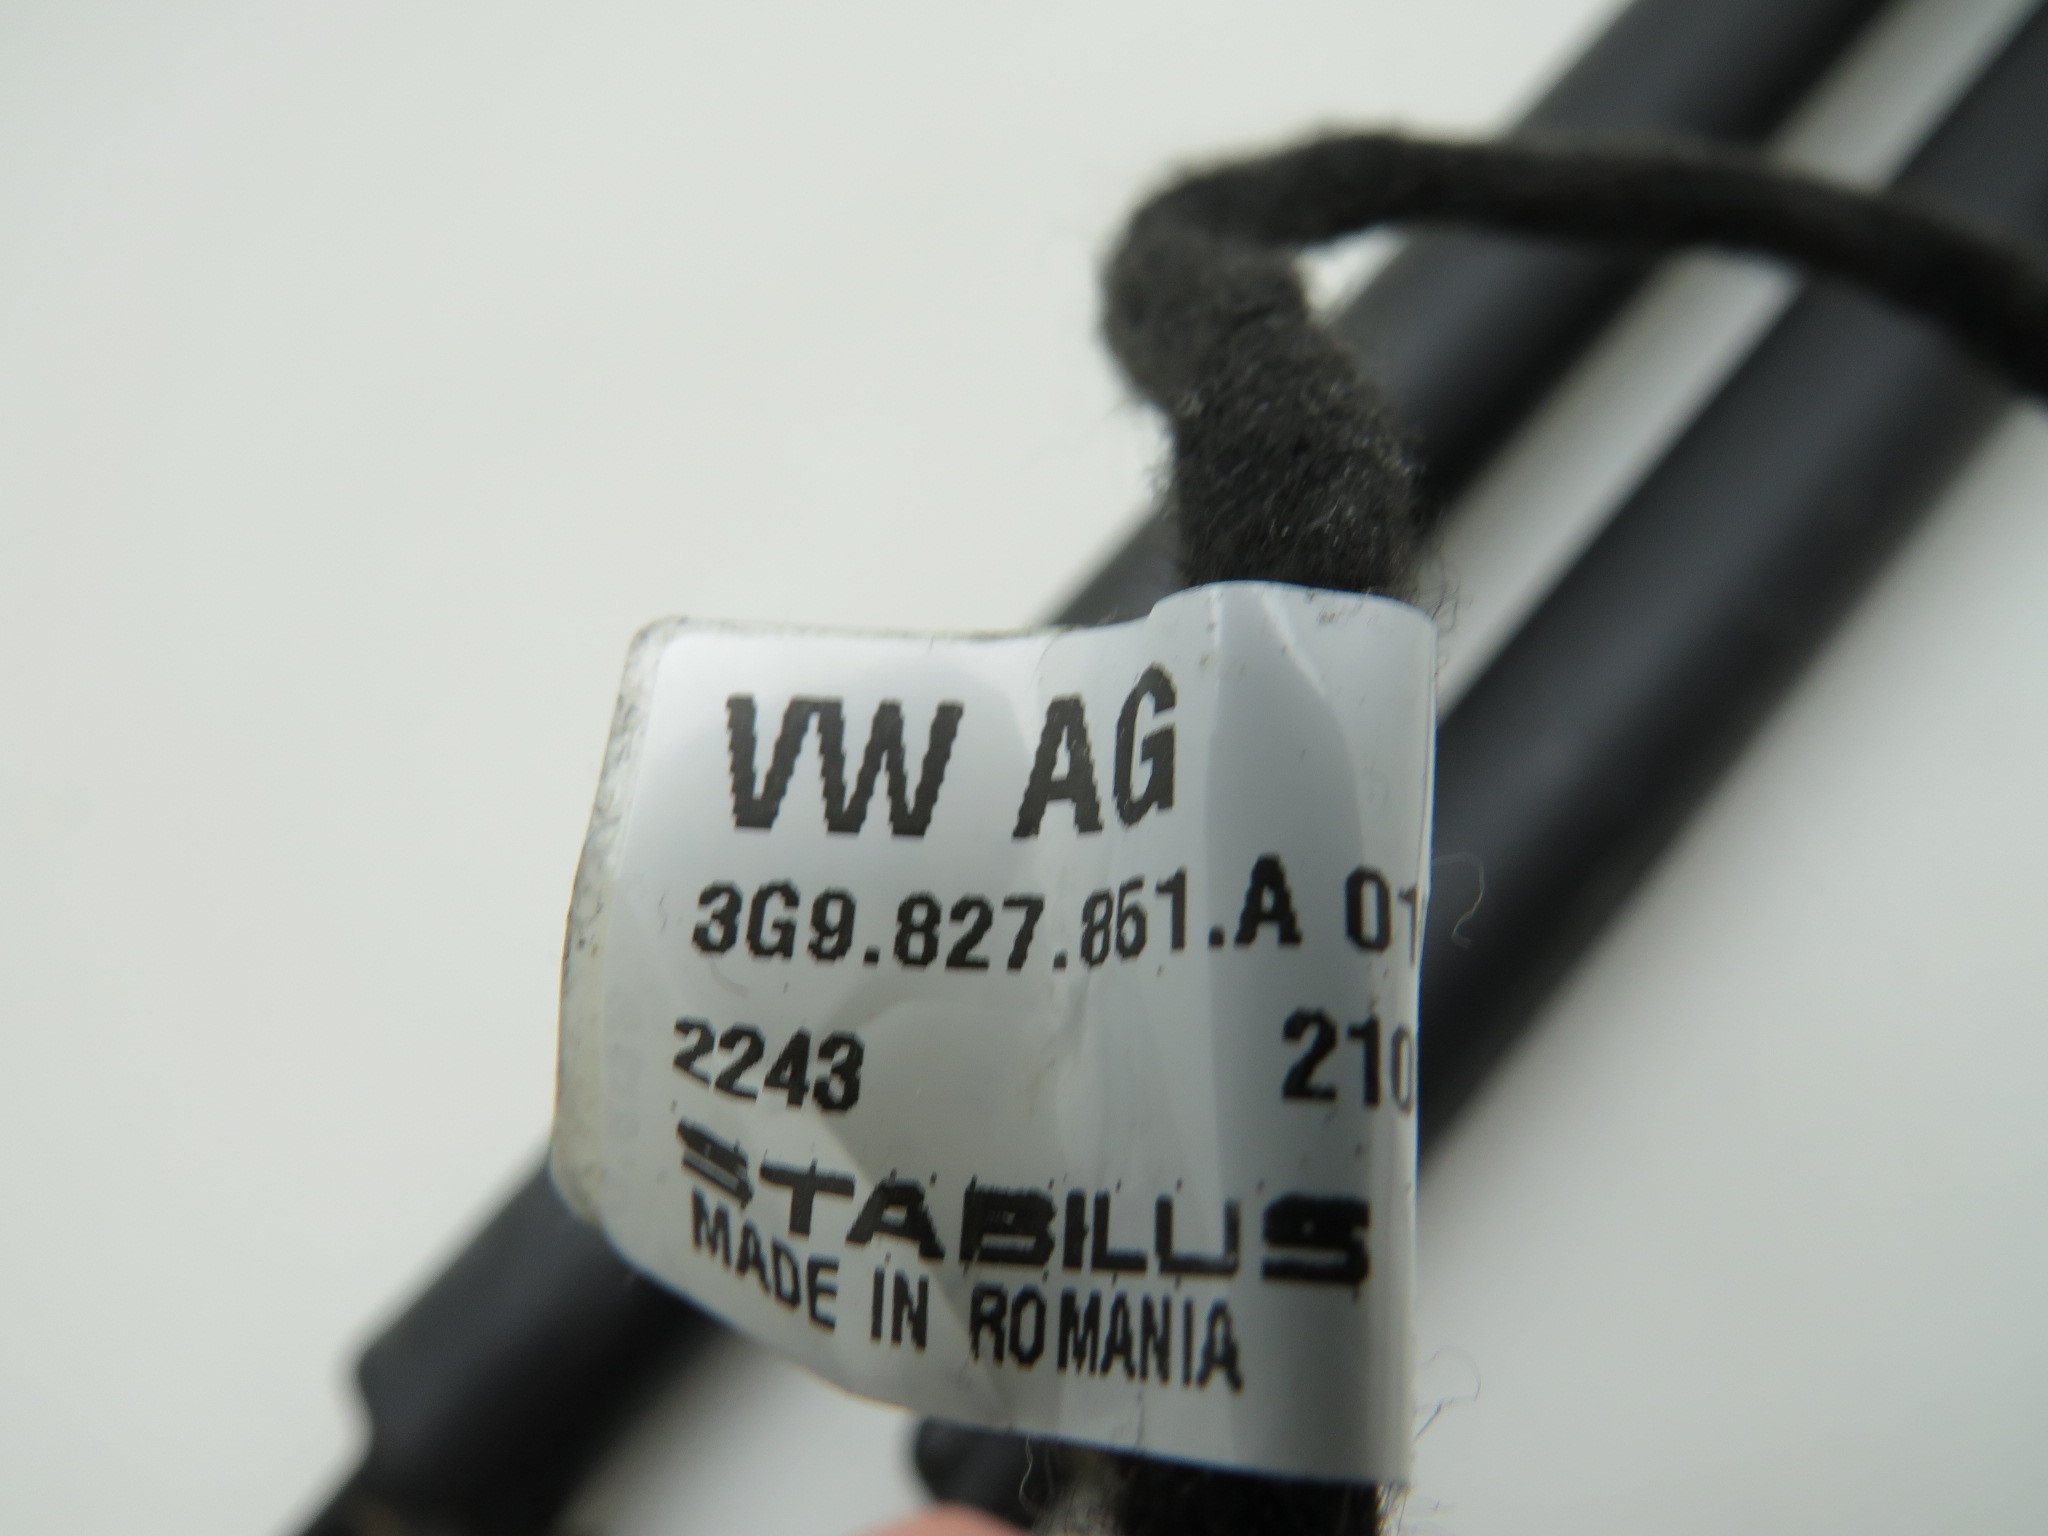 VW AG
3G9.827.851.A 01
2243 210
STABILUS
MADE IN ROMANIA